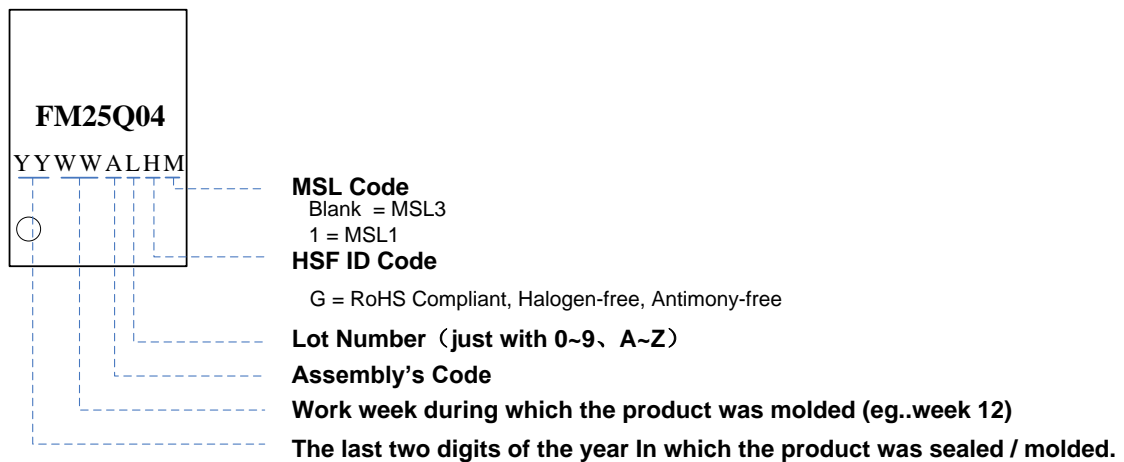 FM25Q04
YYWWALHM
MSL Code
Blank = MSL3
1 = MSL1
HSF ID Code
G = RoHS Compliant, Halogen-free, Antimony-free
Lot Number（just with 0~9、A~Z）
Assembly’s Code
Work week during which the product was molded (eg..week 12)
The last two digits of the year In which the product was sealed / molded.